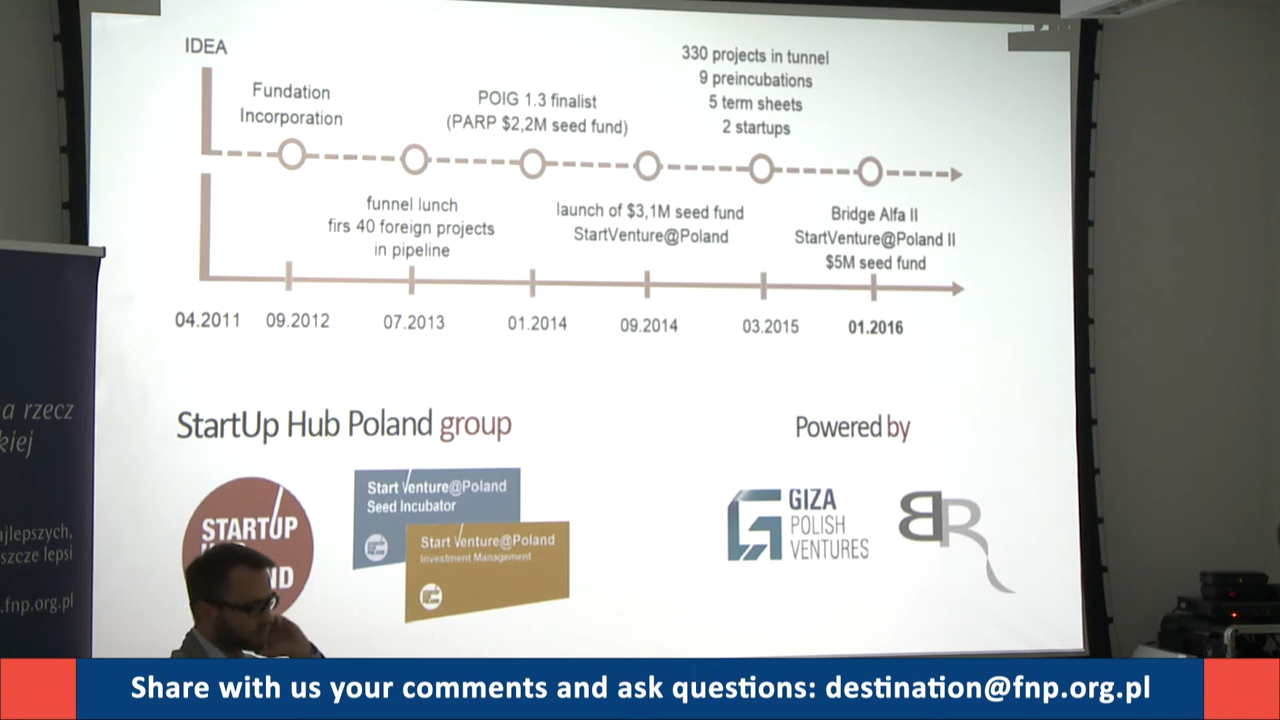 IDEA
Fundation
Incorporation
POIG 1.3 finalist
(PARP $2,2M seed fund)
330 projects in tunnel
9 preincubations
5 term sheets
2 startups
funnel lunch
firs 40 foreign projects
in pipeline
launch of $3,1M seed fund
StartVenture@Poland
Bridge Alfa II
StartVenture@Poland II
$5M seed fund
04.2011 09.2012 07.2013 01.2014 09.2014 03.2015 01.2016
StartUp Hub Poland group
Powered by
STARTUP
Start Venture@Poland
Seed Incubator
Start Venture@Poland
Investment Management
GIZA
POLISH
VENTURES
BR
a rzecz
kiej
ajlepszych,
szcze lepsi
.fnp.org.pl
Share with us your comments and ask questions: destination@fnp.org.pl